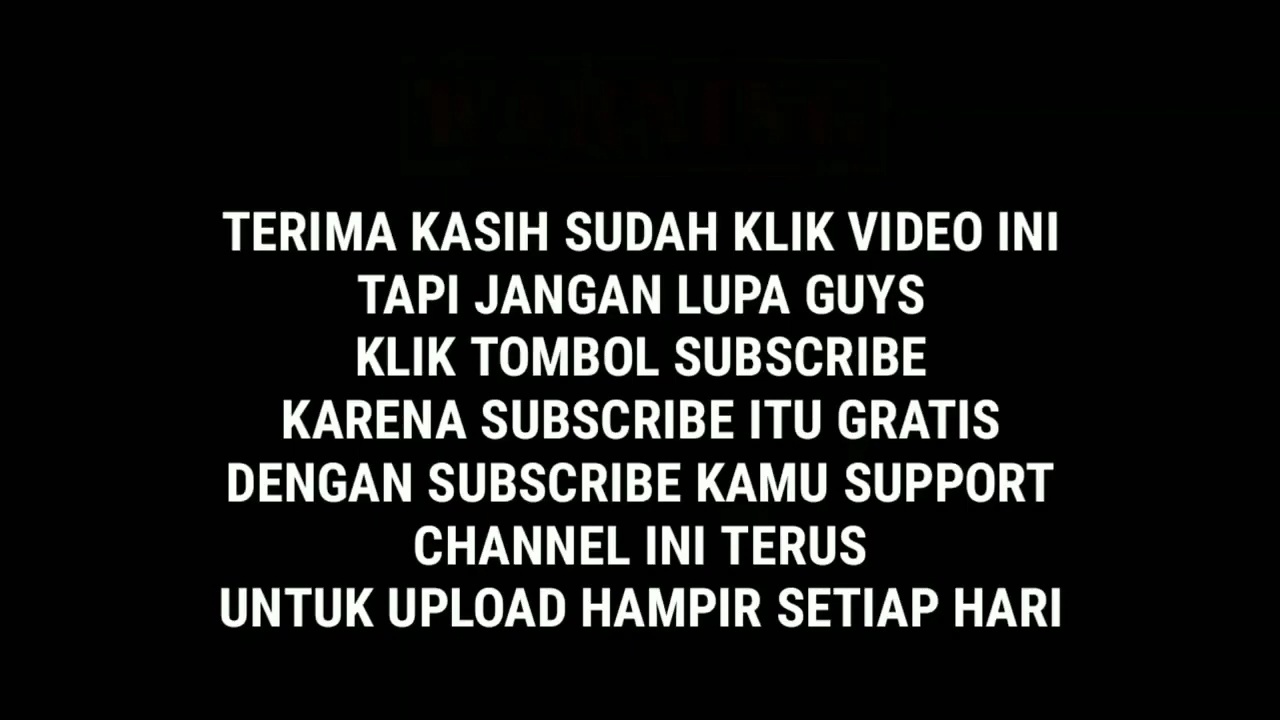 TERIMA KASIH SUDAH KLIK VIDEO INI
TAPI JANGAN LUPA GUYS
KLIK TOMBOL SUBSCRIBE
KARENA SUBSCRIBE ITU GRATIS
DENGAN SUBSCRIBE KAMU SUPPORT
CHANNEL INI TERUS
UNTUK UPLOAD HAMPIR SETIAP HARI